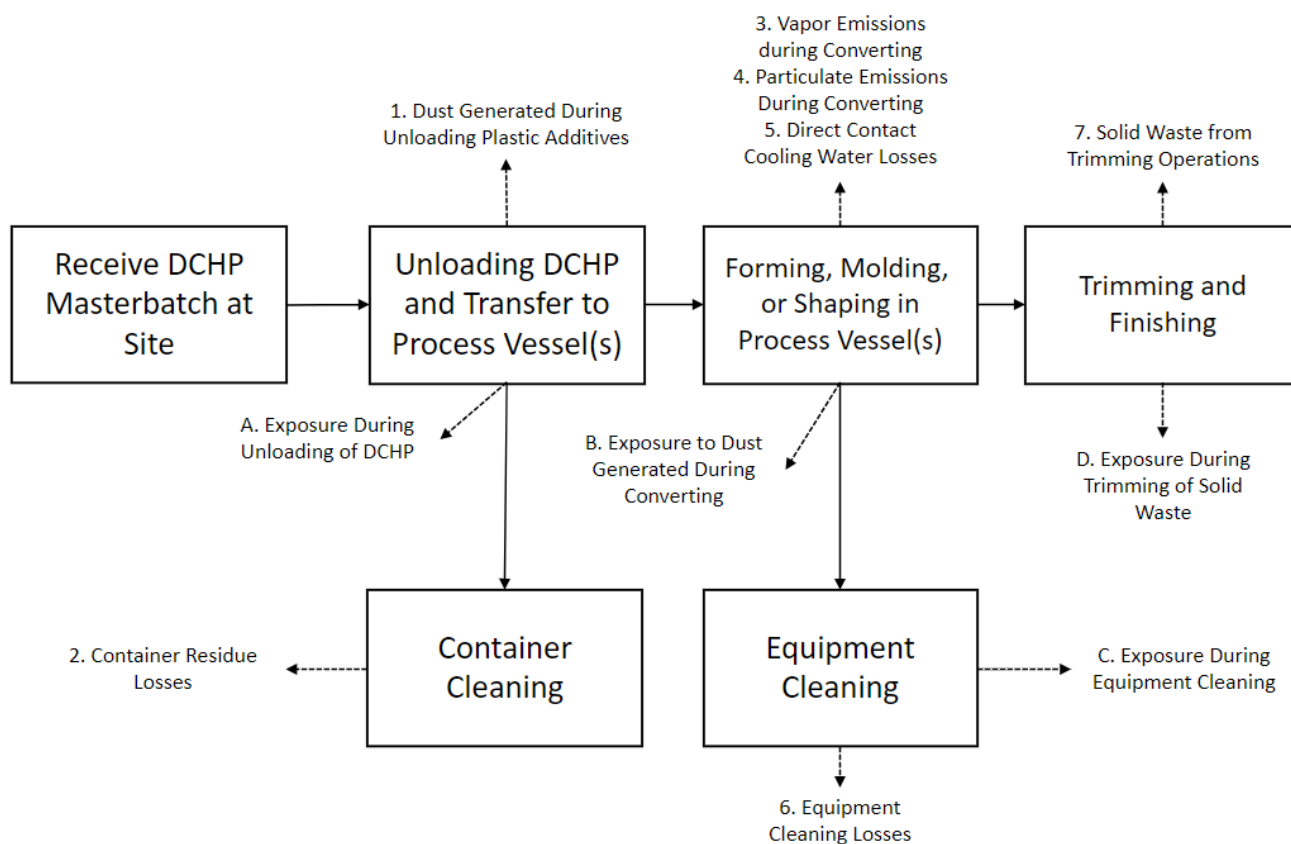 3. Vapor Emissions
during Converting
4. Particulate Emissions
During Converting
5. Direct Contact
Cooling Water Losses
1. Dust Generated During
Unloading Plastic Additives
7. Solid Waste from
Trimming Operations
Receive DCHP
Masterbatch at
Site
Unloading DCHP
and Transfer to
Process Vessel(s)
Forming, Molding,
or Shaping in
Process Vessel(s)
Trimming and
Finishing
A. Exposure During
Unloading of DCHP
B. Exposure to Dust
Generated During
Converting
D. Exposure During
Trimming of Solid
Waste
2. Container Residue
Losses
Container
Cleaning
Equipment
Cleaning
C. Exposure During
Equipment Cleaning
6. Equipment
Cleaning Losses